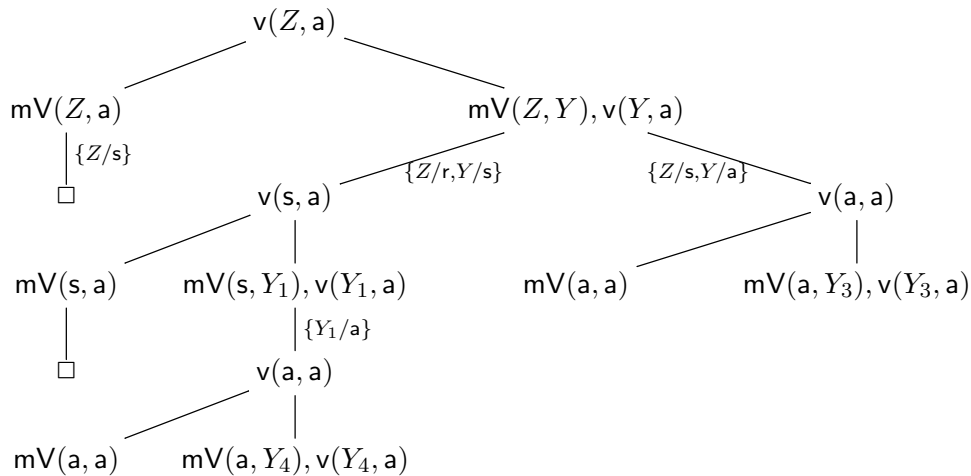 v(Z, a)
mV(Z, a) mV(Z, Y), v(Y, a)
{Z/s} {Z/r,Y/s} {Z/s,Y/a}
□ v(s, a) v(a, a)
mV(s, a) mV(s, Y₁), v(Y₁, a) mV(a, a) mV(a, Y₃), v(Y₃, a)
{Y₁/a}
□ v(a, a)
mV(a, a) mV(a, Y₄), v(Y₄, a)